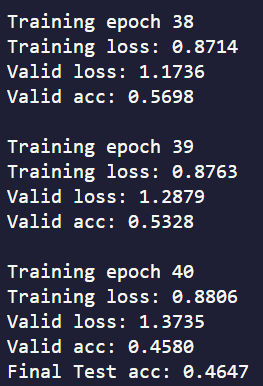 Training epoch 38
Training loss: 0.8714
Valid loss: 1.1736
Valid acc: 0.5698
Training epoch 39
Training loss: 0.8763
Valid loss: 1.2879
Valid acc: 0.5328
Training epoch 40
Training loss: 0.8806
Valid loss: 1.3735
Valid acc: 0.4580
Final Test acc: 0.4647